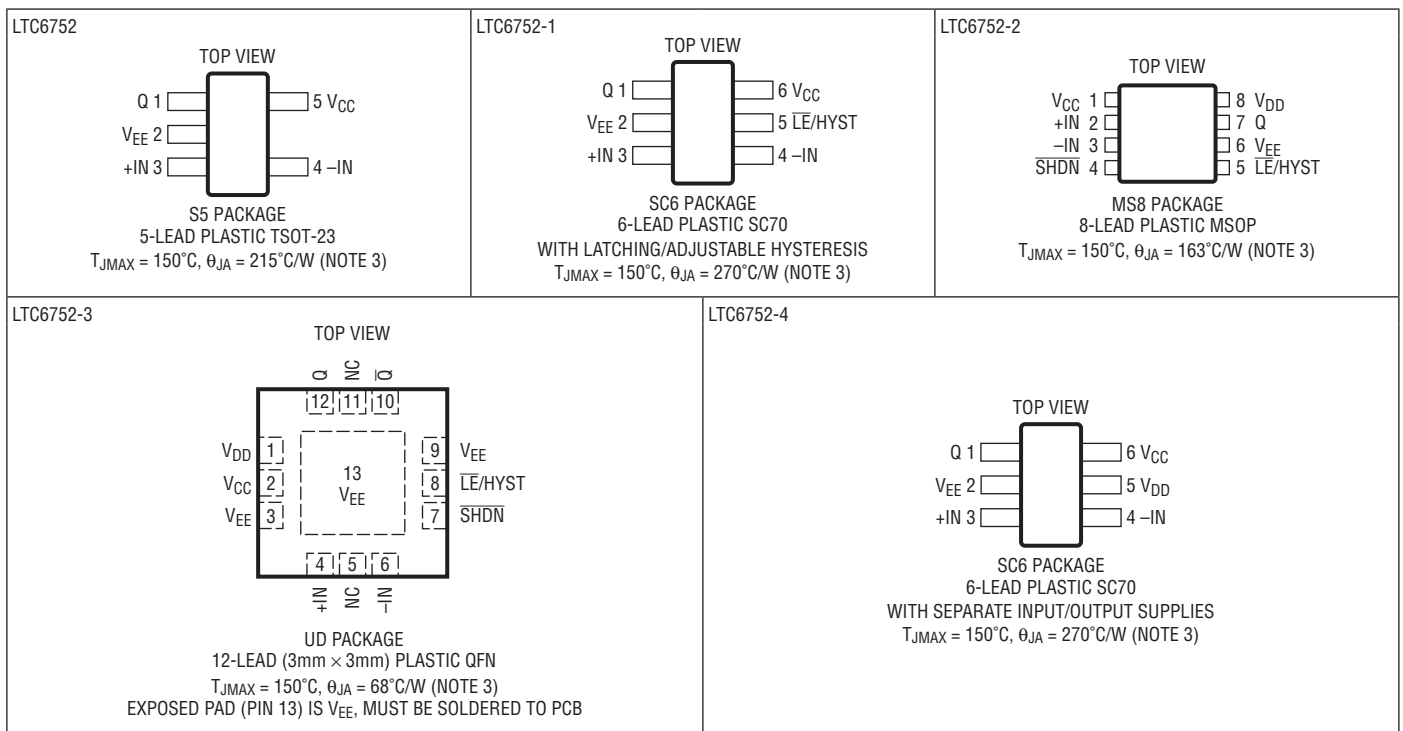 LTC6752
TOP VIEW
Q 1
5 VCC
VEE 2
+IN 3
4 –IN
S5 PACKAGE
5-LEAD PLASTIC TSOT-23
TJMAX = 150°C, θJA = 215°C/W (NOTE 3)
LTC6752-1
TOP VIEW
Q 1
6 VCC
VEE 2
5 L̅E̅/HYST
+IN 3
4 –IN
SC6 PACKAGE
6-LEAD PLASTIC SC70
WITH LATCHING/ADJUSTABLE HYSTERESIS
TJMAX = 150°C, θJA = 270°C/W (NOTE 3)
LTC6752-2
TOP VIEW
VCC 1
8 VDD
+IN 2
7 Q
–IN 3
6 VEE
S̅H̅D̅N̅ 4
5 L̅E̅/HYST
MS8 PACKAGE
8-LEAD PLASTIC MSOP
TJMAX = 150°C, θJA = 163°C/W (NOTE 3)
LTC6752-3
TOP VIEW
Q NC Q̅
12 11 10
VDD 1
9 VEE
VCC 2
8 L̅E̅/HYST
VEE 3
7 S̅H̅D̅N̅
13
VEE
4 5 6
+IN NC –IN
UD PACKAGE
12-LEAD (3mm × 3mm) PLASTIC QFN
TJMAX = 150°C, θJA = 68°C/W (NOTE 3)
EXPOSED PAD (PIN 13) IS VEE, MUST BE SOLDERED TO PCB
LTC6752-4
TOP VIEW
Q 1
6 VCC
VEE 2
5 VDD
+IN 3
4 –IN
SC6 PACKAGE
6-LEAD PLASTIC SC70
WITH SEPARATE INPUT/OUTPUT SUPPLIES
TJMAX = 150°C, θJA = 270°C/W (NOTE 3)